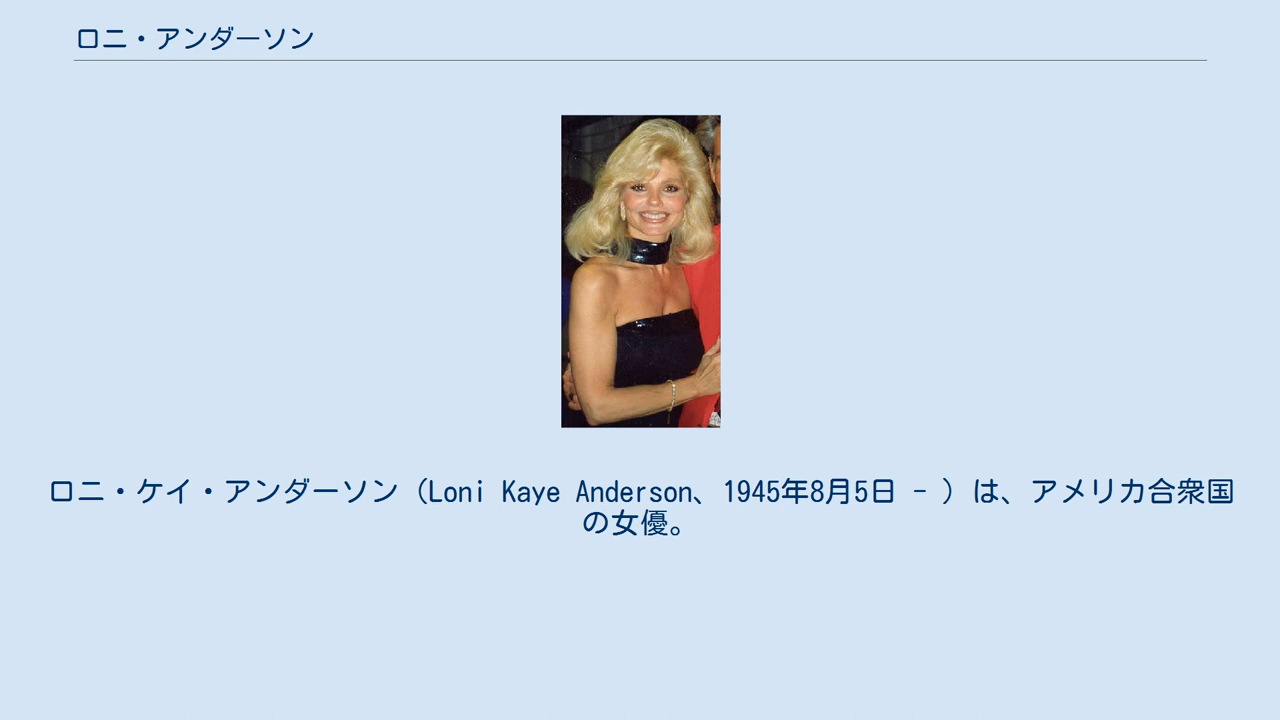 ロニ・アンダーソン
ロニ・ケイ・アンダーソン（Loni Kaye Anderson、1945年8月5日 - ）は、アメリカ合衆国
の女優。